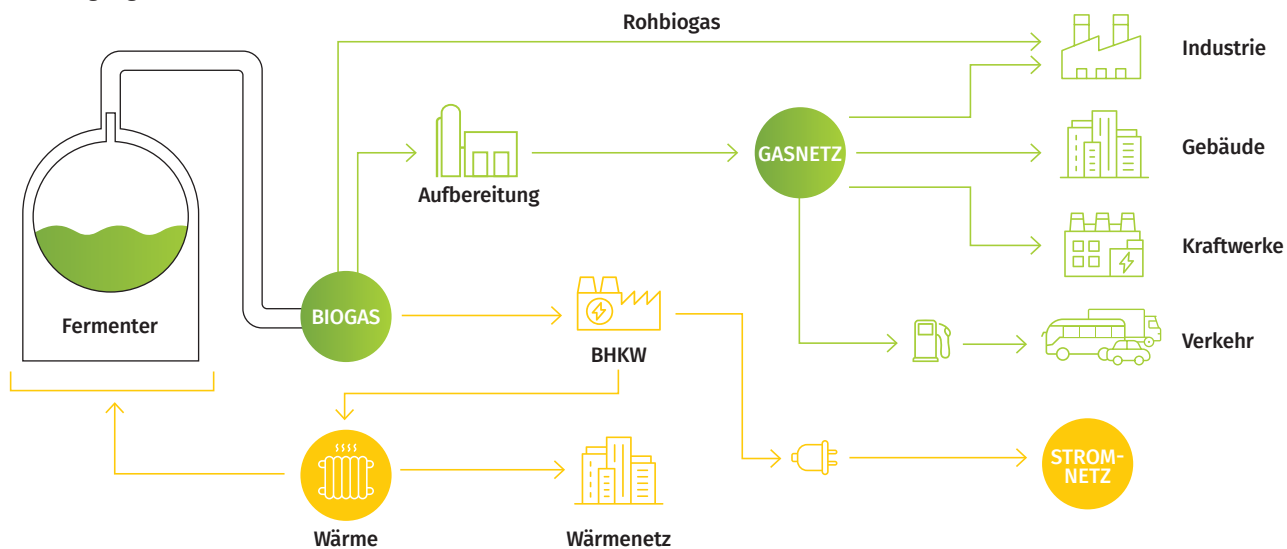 Rohbiogas
Industrie
GASNETZ
Gebäude
Aufbereitung
Kraftwerke
Fermenter
BIOGAS
BHKW
Verkehr
STROM-
NETZ
Wärme
Wärmenetz